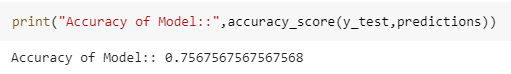 print("Accuracy of Model::",accuracy_score(y_test,predictions))
Accuracy of Model:: 0.7567567567567568